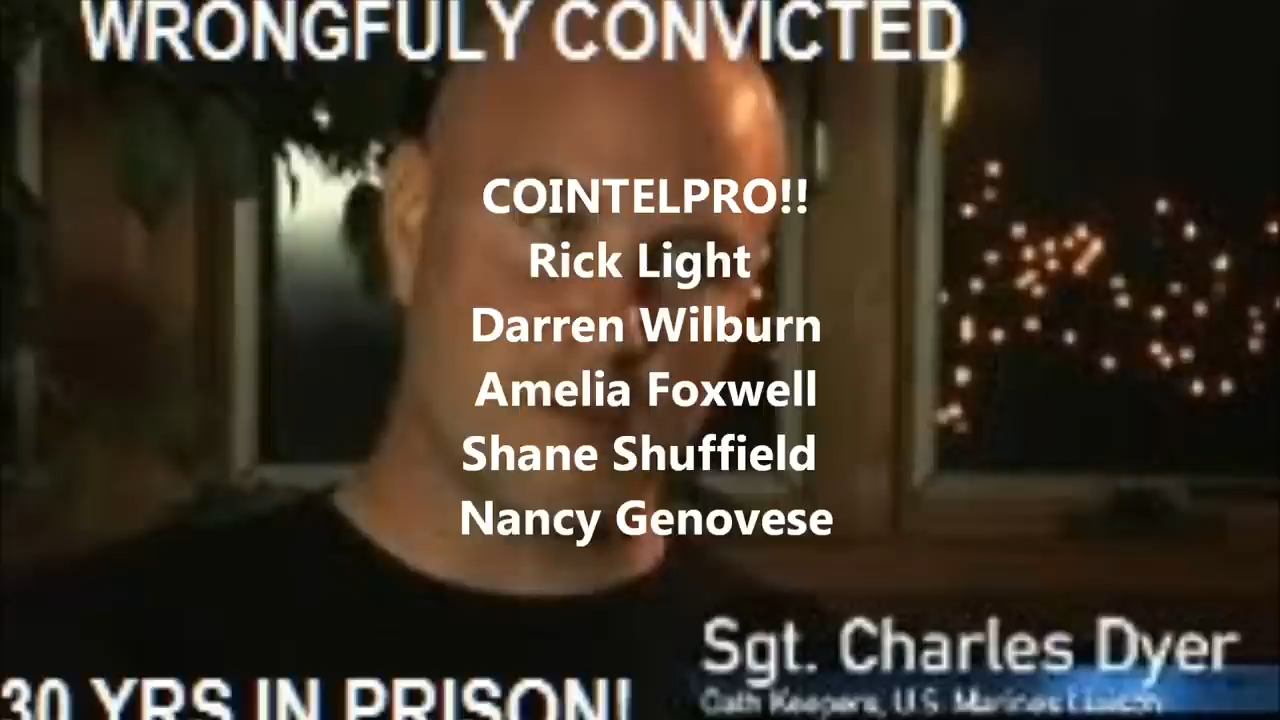 WRONGFULY CONVICTED
COINTELPRO!!
Rick Light
Darren Wilburn
Amelia Foxwell
Shane Shuffield
Nancy Genovese
Sgt. Charles Dyer
Oath Keepers, U.S. Marines Liaison
30 YRS IN PRISON!